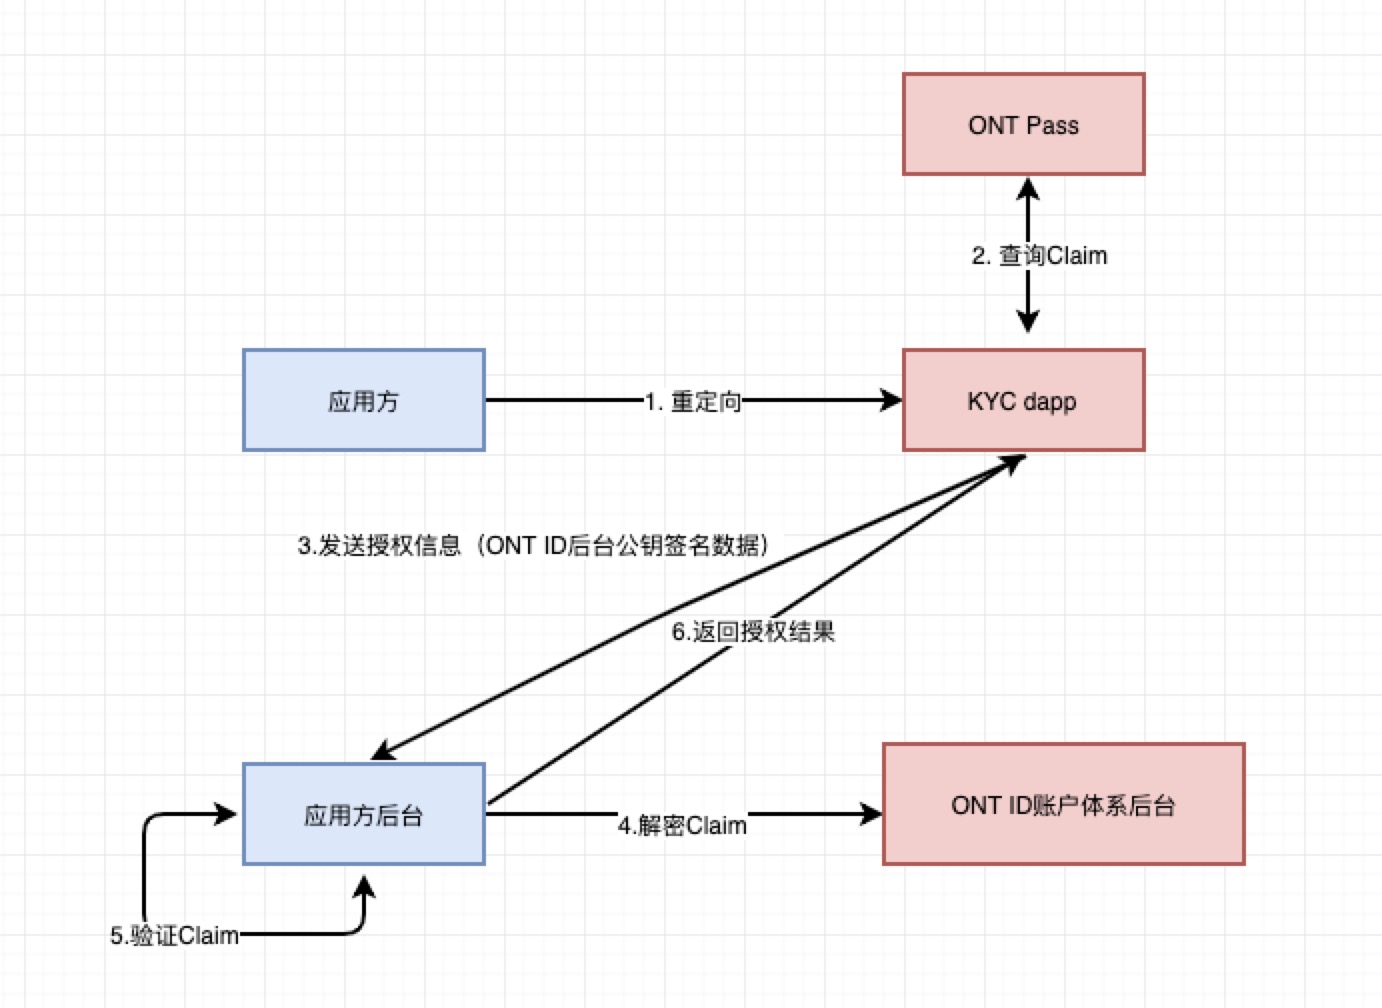 ONT Pass
2. 查询Claim
应用方
1. 重定向
KYC dapp
3.发送授权信息（ONT ID后台公钥签名数据）
6.返回授权结果
应用方后台
4.解密Claim
ONT ID账户体系后台
5.验证Claim